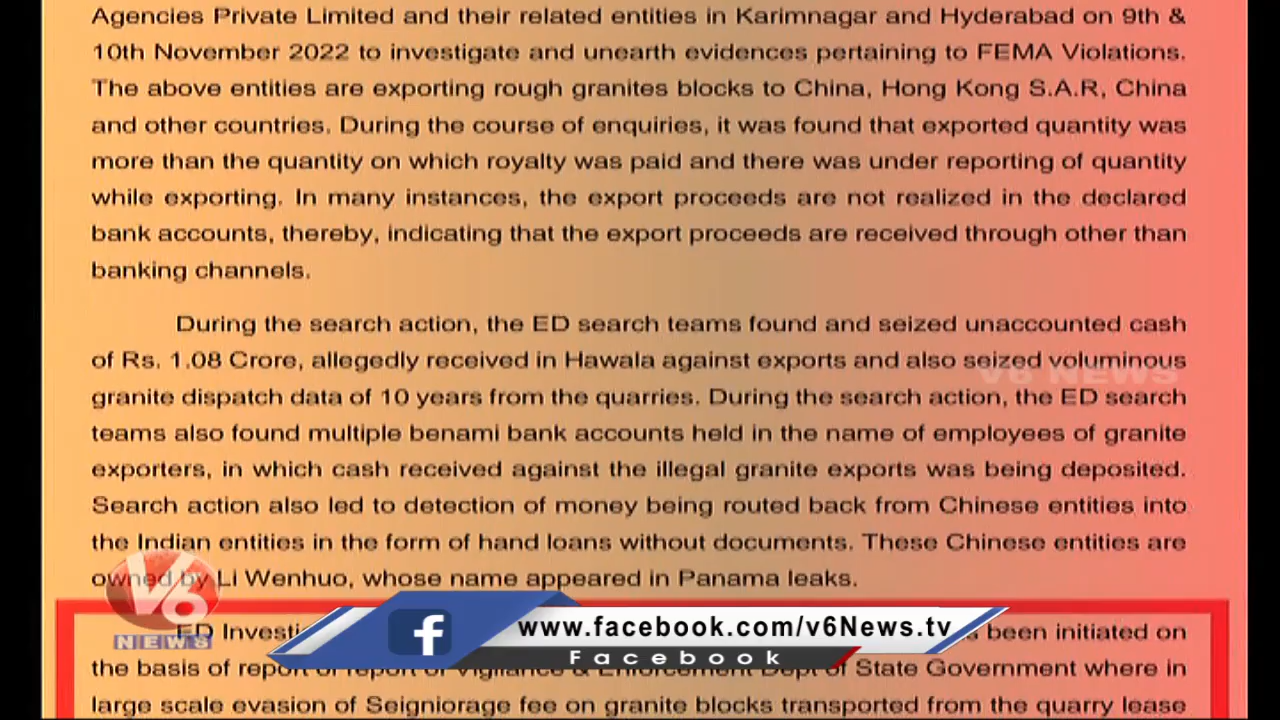 Agencies Private Limited and their related entities in Karimnagar and Hyderabad on 9th &
10th November 2022 to investigate and unearth evidences pertaining to FEMA Violations.
The above entities are exporting rough granites blocks to China, Hong Kong S.A.R, China
and other countries. During the course of enquiries, it was found that exported quantity was
more than the quantity on which royalty was paid and there was under reporting of quantity
while exporting. In many instances, the export proceeds are not realized in the declared
bank accounts, thereby, indicating that the export proceeds are received through other than
banking channels.
During the search action, the ED search teams found and seized unaccounted cash
of Rs. 1.08 Crore, allegedly received in Hawala against exports and also seized voluminous
V6 NEWS
granite dispatch data of 10 years from the quarries. During the search action, the ED search
teams also found multiple benami bank accounts held in the name of employees of granite
exporters, in which cash received against the illegal granite exports was being deposited.
Search action also led to detection of money being routed back from Chinese entities into
the Indian entities in the form of hand loans without documents. These Chinese entities are
owned by Li Wenhuo, whose name appeared in Panama leaks.
V6
NEWS
ED Investi
www.facebook.com/v6News.tv
been initiated on
Facebook
the basis of report of report of Vigilance & Enforcement Dept of State Government where in
large scale evasion of Seigniorage fee on granite blocks transported from the quarry lease